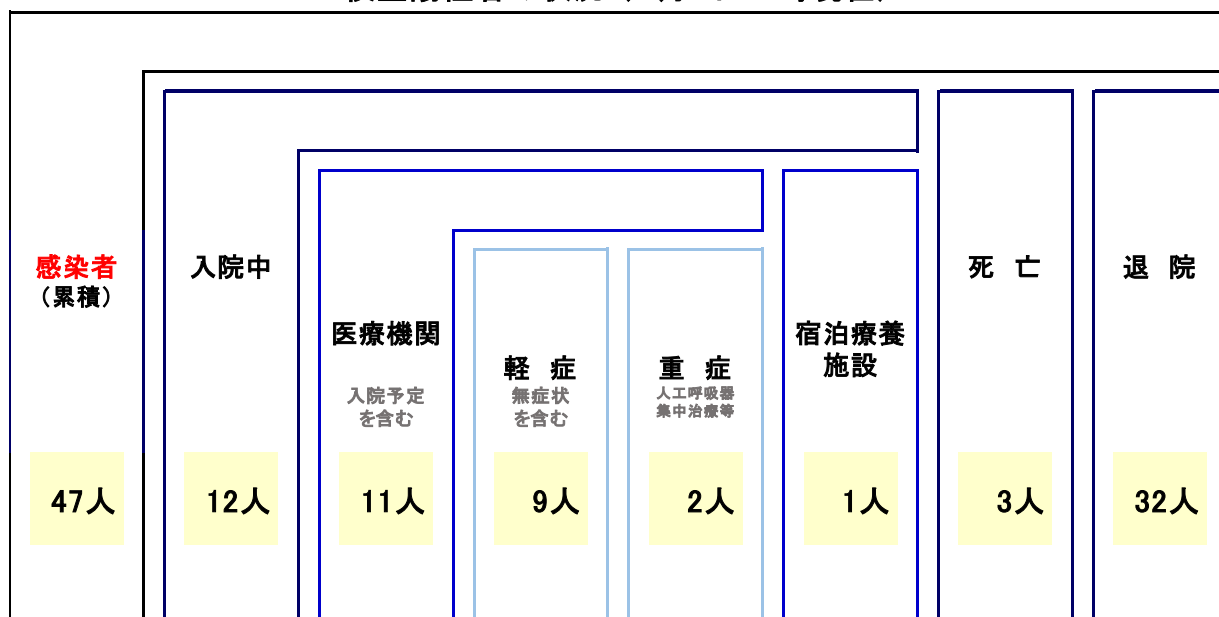 感染者
（累積）
47人
入院中
12人
医療機関
入院予定
を含む
11人
軽 症
無症状
を含む
9人
重 症
人工呼吸器
集中治療等
2人
宿泊療養
施設
1人
死 亡
3人
退 院
32人